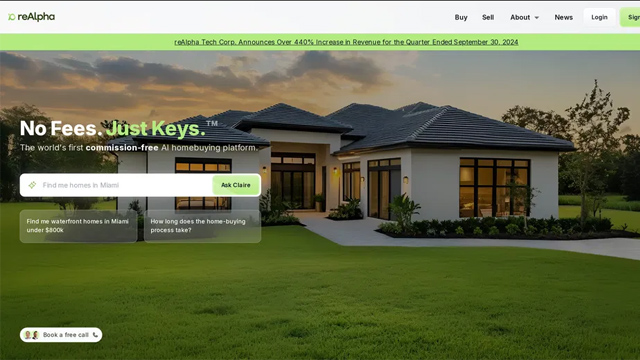 reAlpha
Buy Sell About News Login Sign
reAlpha Tech Corp. Announces Over 440% Increase in Revenue for the Quarter Ended September 30, 2024
No Fees. Just Keys.™
The world's first commission-free AI homebuying platform.
Find me homes in Miami Ask Claire
Find me waterfront homes in Miami
under $800k
How long does the home-buying
process take?
Book a free call